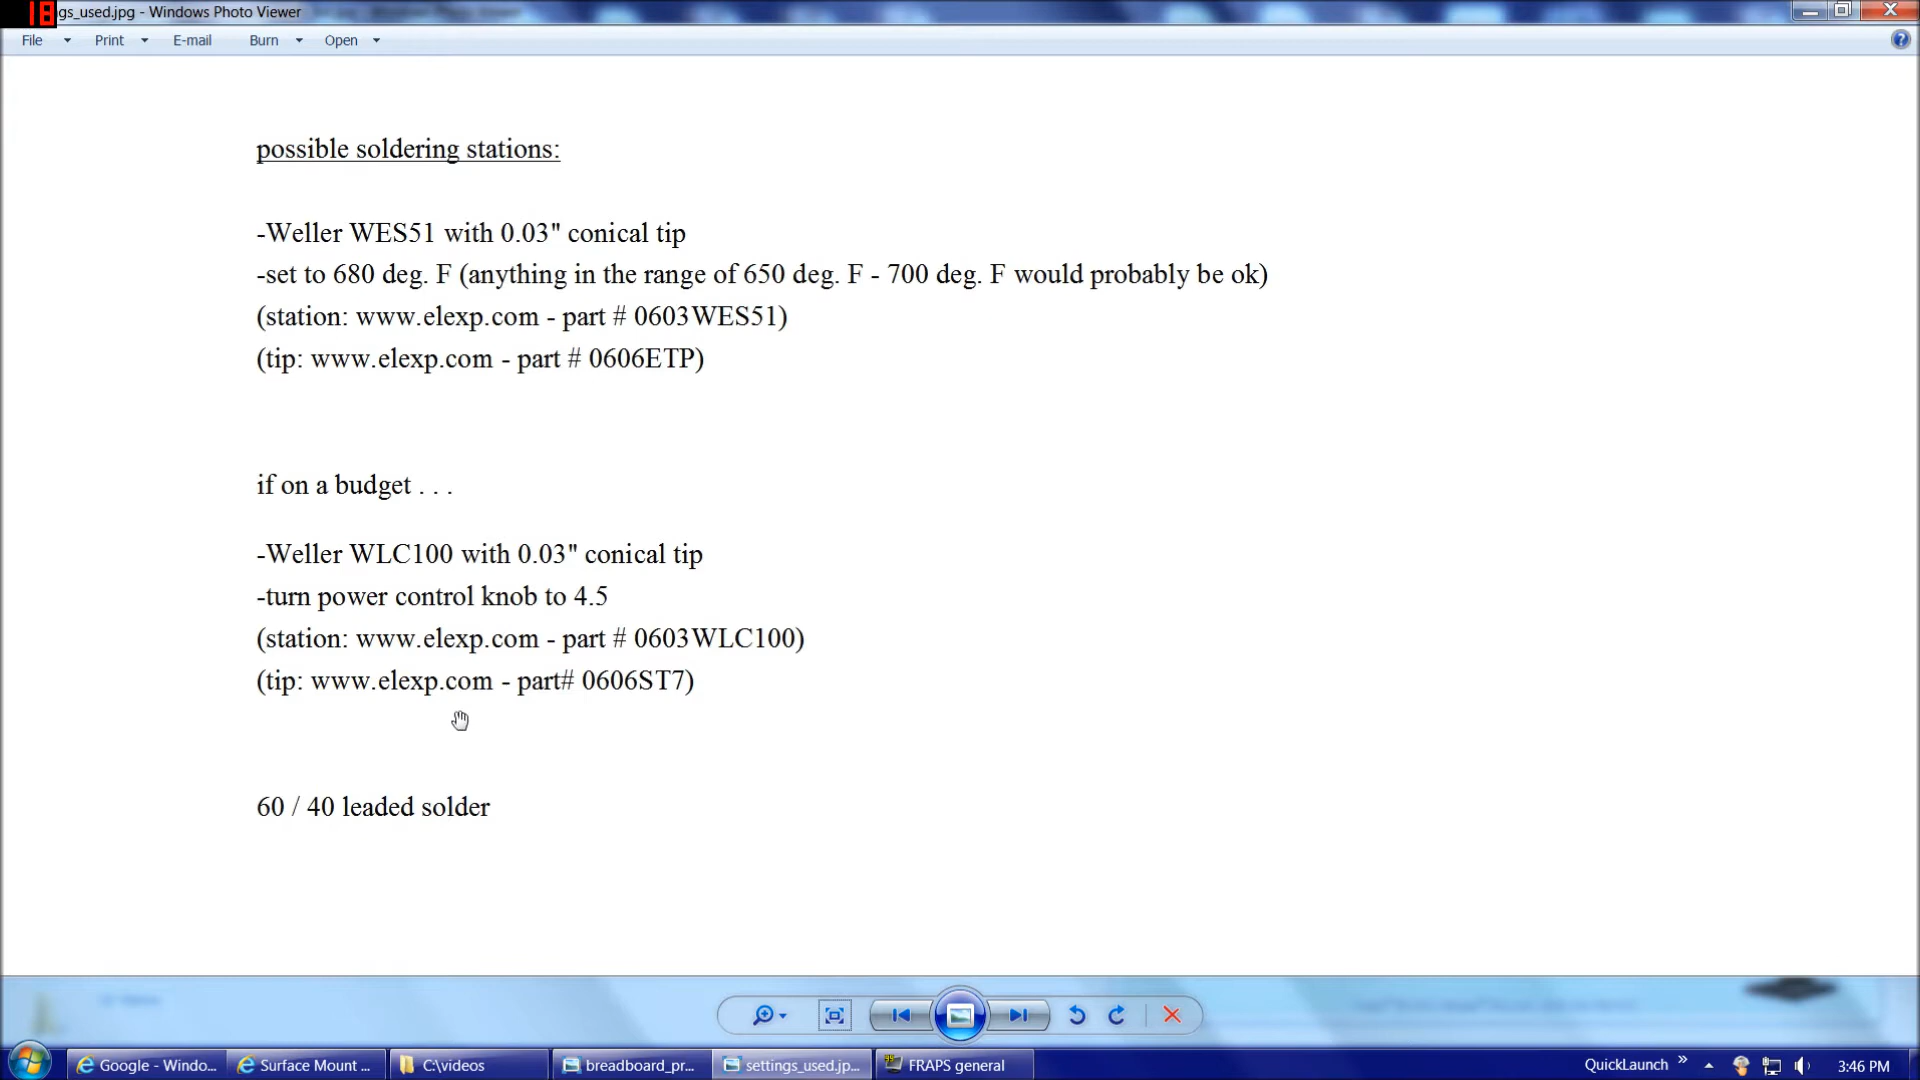 18
gs_used.jpg - Windows Photo Viewer
File Print E-mail Burn Open
possible soldering stations:
-Weller WES51 with 0.03" conical tip
-set to 680 deg. F (anything in the range of 650 deg. F - 700 deg. F would probably be ok)
(station: www.elexp.com - part # 0603WES51)
(tip: www.elexp.com - part # 0606ETP)
if on a budget . . .
-Weller WLC100 with 0.03" conical tip
-turn power control knob to 4.5
(station: www.elexp.com - part # 0603WLC100)
(tip: www.elexp.com - part# 0606ST7)
60 / 40 leaded solder
Google - Windo... Surface Mount ... C:\videos breadboard_pr... settings_used.jp... FRAPS general QuickLaunch » 3:46 PM